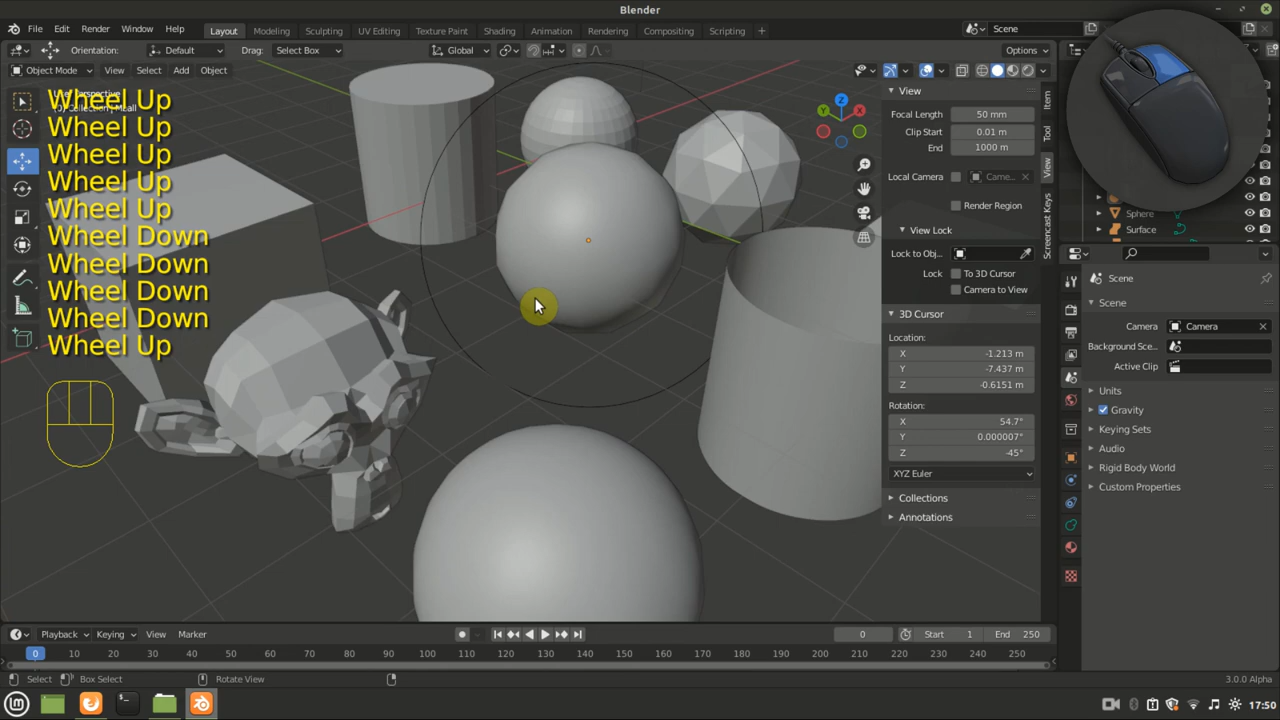 Blender
File Edit Render Window Help
Layout Modeling Sculpting UV Editing Texture Paint Shading Animation Rendering Compositing Scripting +
Scene
Orientation: Default Drag: Select Box Global Options
Object Mode View Select Add Object
Wheel Up
Wheel Up
Wheel Up
Wheel Up
Wheel Up
Wheel Down
Wheel Down
Wheel Down
Wheel Down
Wheel Up
Z
Y
X
View
Focal Length 50 mm
Clip Start 0.01 m
End 1000 m
Local Camera Came...
Render Region
View Lock
Lock to Obj...
Lock To 3D Cursor
Camera to View
3D Cursor
Location:
X -1.213 m
Y -7.437 m
Z -0.6151 m
Rotation:
X 54.7°
Y 0.000007°
Z -45°
XYZ Euler
Collections
Annotations
Item
Tool
View
Screencast Keys
Sphere
Surface
Scene
Scene
Camera Camera
Background Sce...
Active Clip
Units
Gravity
Keying Sets
Audio
Rigid Body World
Custom Properties
Playback Keying View Marker 0 Start 1 End 250
0 10 20 30 40 50 60 70 80 90 100 110 120 130 140 150 160 170 180 190 200 210 220 230 240 250
Select Box Select Rotate View 3.0.0 Alpha
17:50